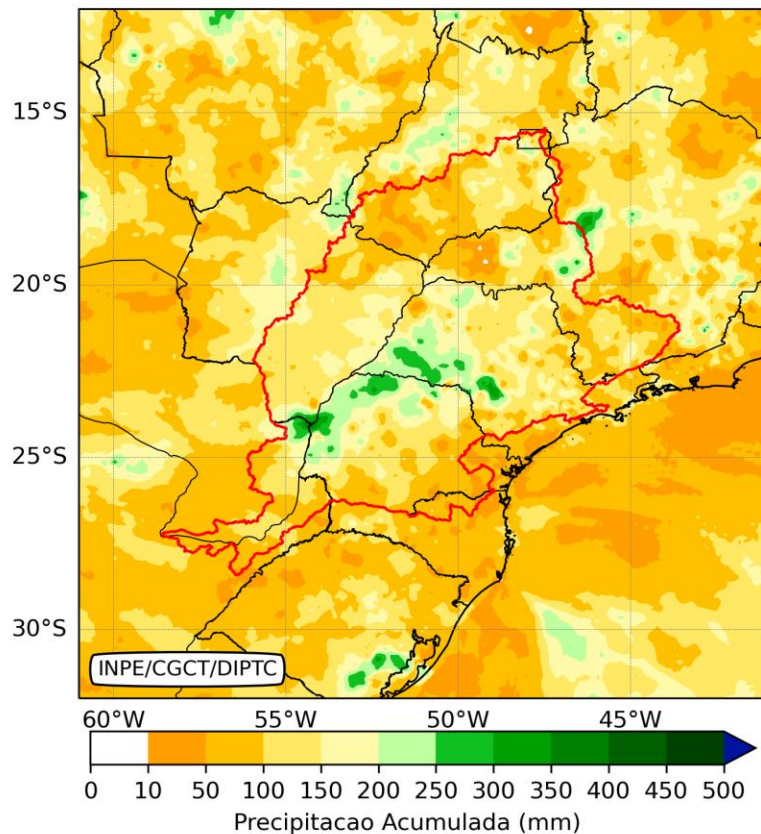 15°S
20°S
25°S
30°S
INPE/CGCT/DIPTC
60°W 55°W 50°W 45°W
0 10 50 100 150 200 250 300 350 400 450 500
Precipitacao Acumulada (mm)